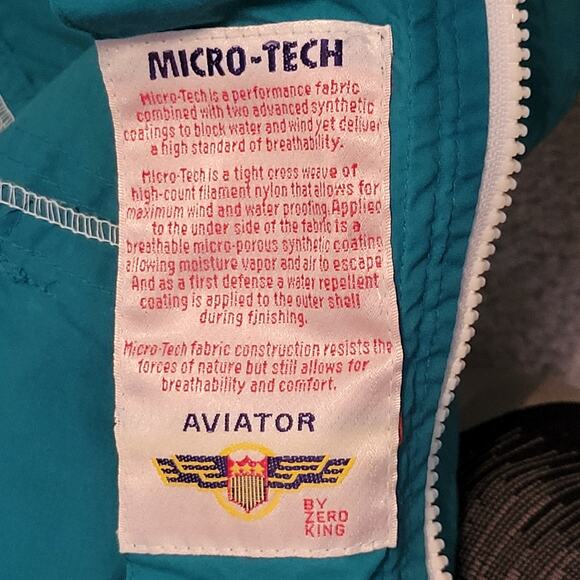 MICRO-TECH
Micro-Tech is a performance fabric
combined with two advanced synthetic
coatings to block water and wind yet deliver
a high standard of breathability.
Micro-Tech is a tight cross weave of
high-count filament nylon that allows for
maximum wind and water proofing. Applied
to the under side of the fabric is a
breathable micro-porous synthetic coating
allowing moisture vapor and air to escape
And as a first defense a water repellent
coating is applied to the outer shell
during finishing.
Micro-Tech fabric construction resists the
forces of nature but still allows for
breathability and comfort.
AVIATOR
BY
ZERO
KING